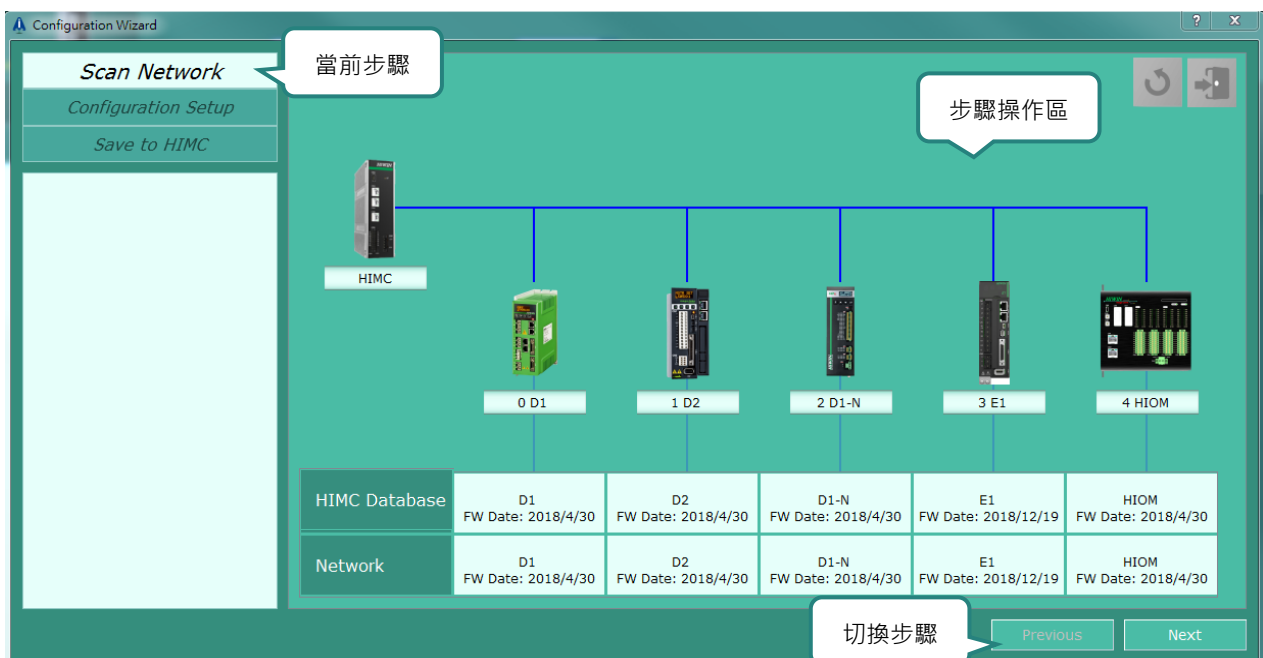 Configuration Wizard
? X
Scan Network
當前步驟
Configuration Setup
步驟操作區
Save to HIMC
HIMC
0 D1
1 D2
2 D1-N
3 E1
4 HIOM
HIMC Database
D1
FW Date: 2018/4/30
D2
FW Date: 2018/4/30
D1-N
FW Date: 2018/4/30
E1
FW Date: 2018/12/19
HIOM
FW Date: 2018/4/30
Network
D1
FW Date: 2018/4/30
D2
FW Date: 2018/4/30
D1-N
FW Date: 2018/4/30
E1
FW Date: 2018/12/19
HIOM
FW Date: 2018/4/30
切換步驟
Previous
Next